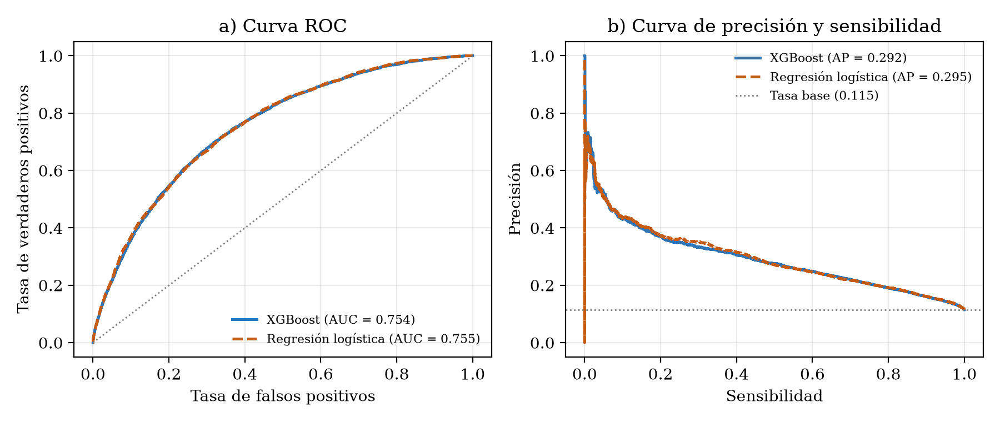 a) Curva ROC
Tasa de verdaderos positivos
1.0
0.8
0.6
0.4
0.2
0.0
XGBoost (AUC = 0.754)
Regresión logística (AUC = 0.755)
0.0 0.2 0.4 0.6 0.8 1.0
Tasa de falsos positivos
b) Curva de precisión y sensibilidad
Precisión
1.0
0.8
0.6
0.4
0.2
0.0
XGBoost (AP = 0.292)
Regresión logística (AP = 0.295)
Tasa base (0.115)
0.0 0.2 0.4 0.6 0.8 1.0
Sensibilidad